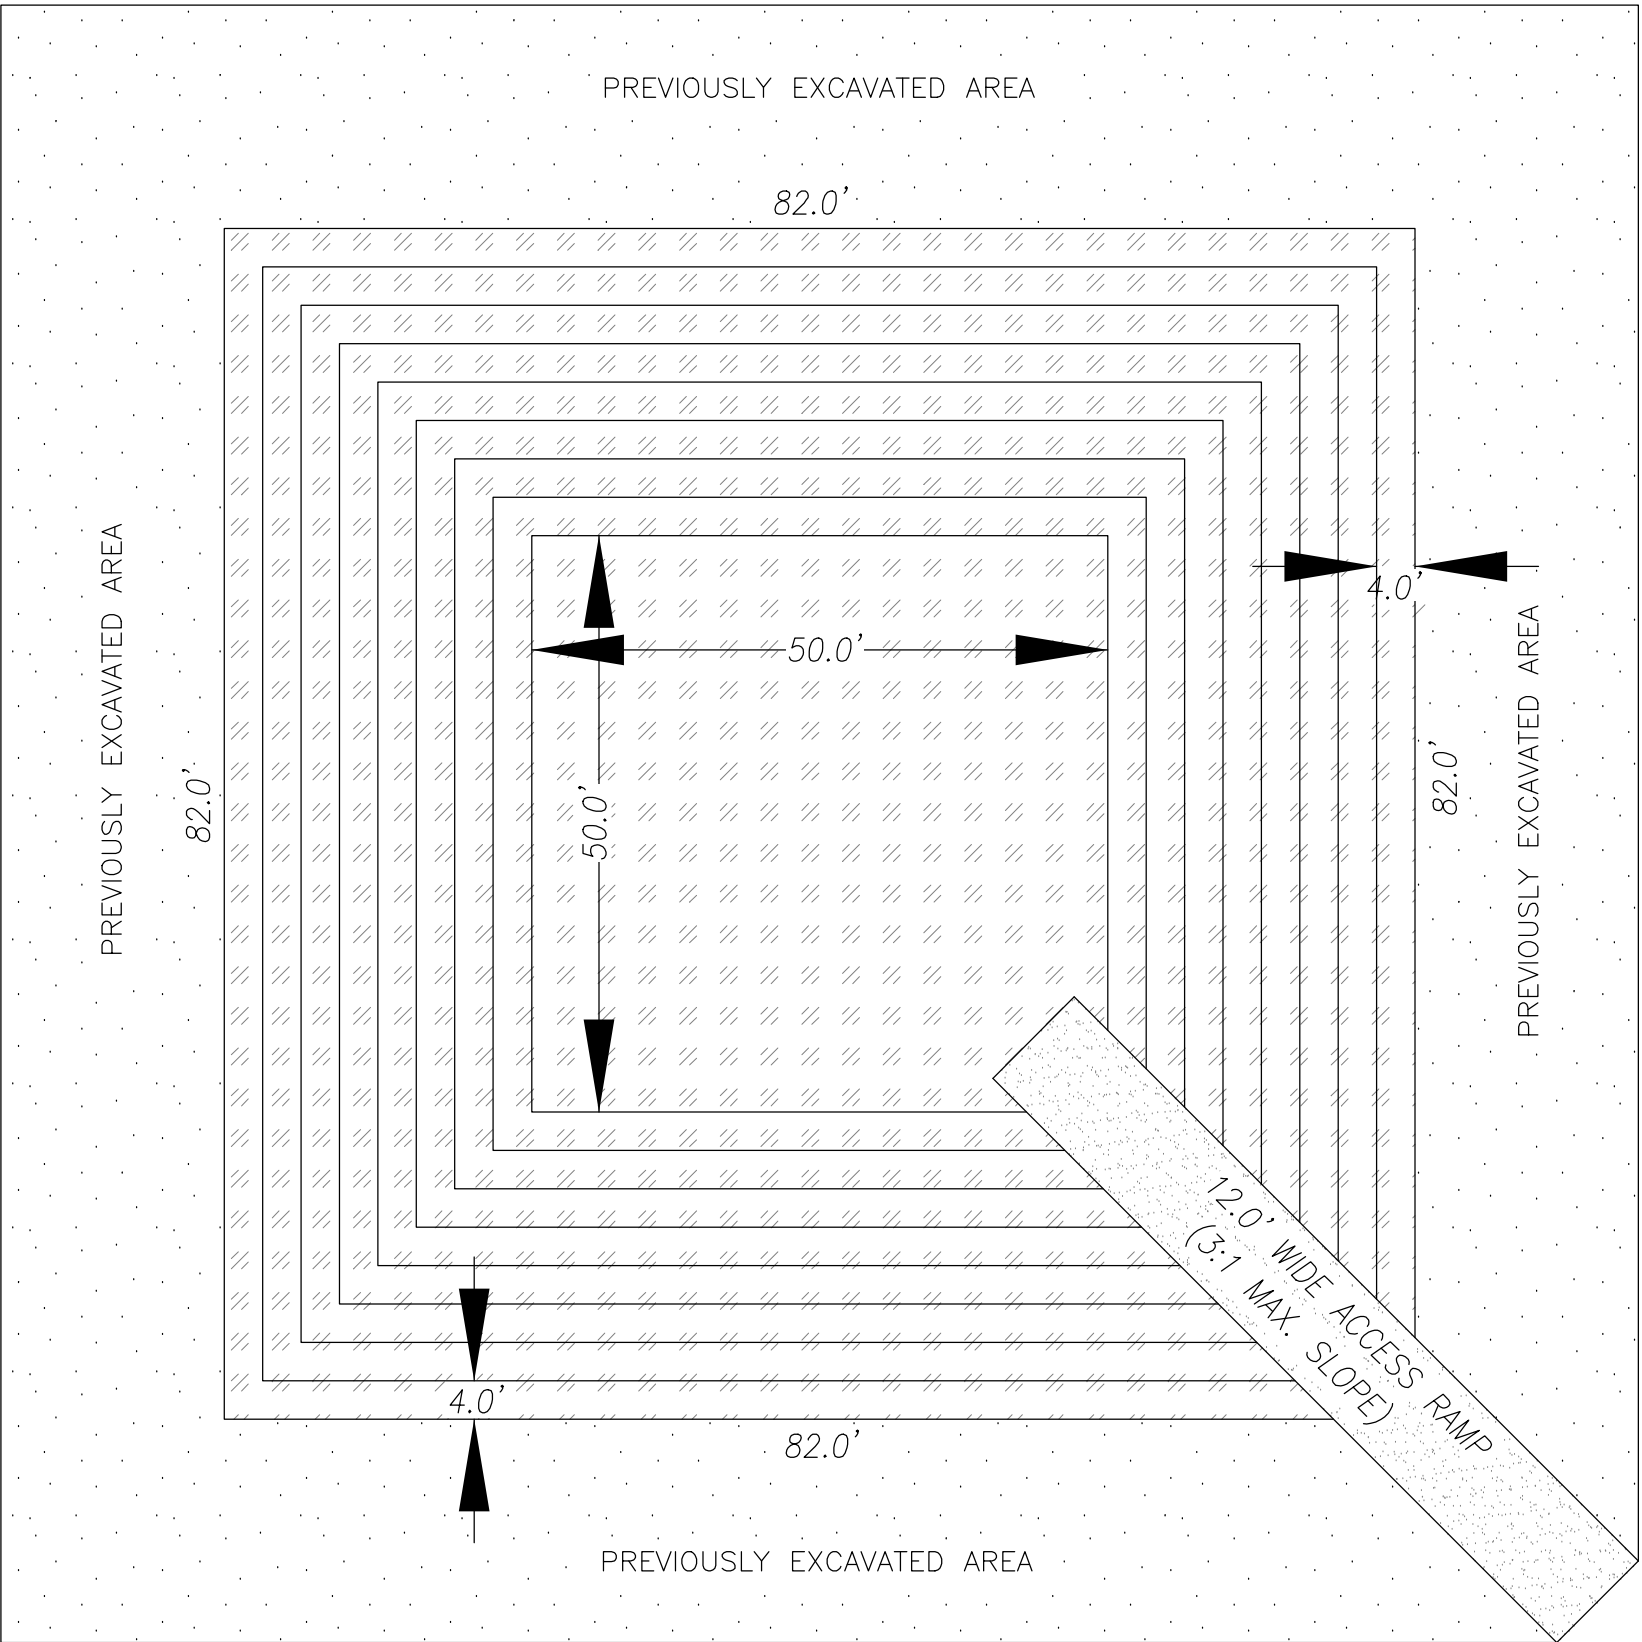 PREVIOUSLY EXCAVATED AREA
82.0'
4.0'
50.0'
50.0'
PREVIOUSLY EXCAVATED AREA
82.0'
82.0'
PREVIOUSLY EXCAVATED AREA
12.0' WIDE ACCESS RAMP
(3:1 MAX. SLOPE)
4.0'
82.0'
PREVIOUSLY EXCAVATED AREA